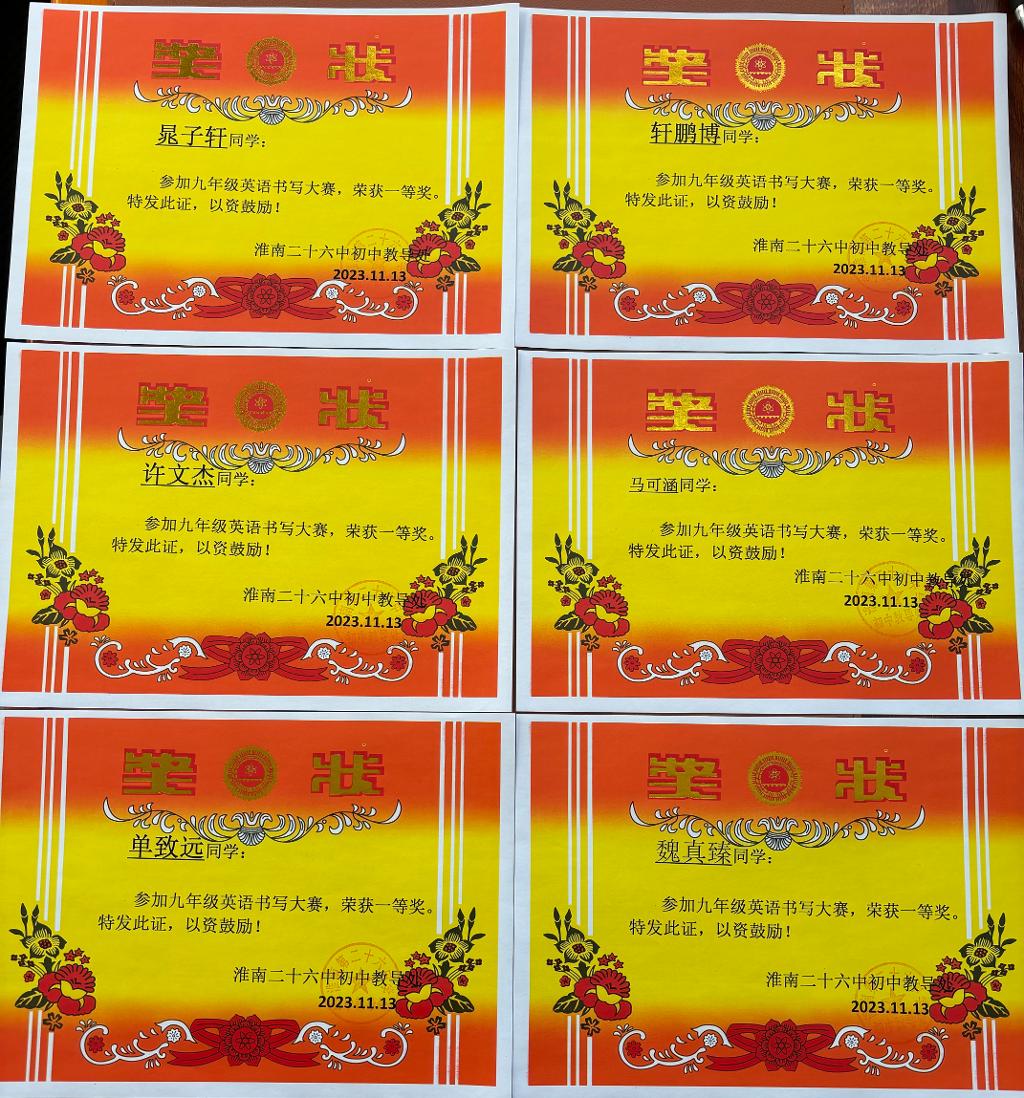 奖 状
晁子轩同学：
参加九年级英语书写大赛，荣获一等奖。
特发此证，以资鼓励！
淮南二十六中初中教导处
2023.11.13
奖 状
轩鹏博同学：
参加九年级英语书写大赛，荣获一等奖。
特发此证，以资鼓励！
淮南二十六中初中教导处
2023.11.13
奖 状
许文杰同学：
参加九年级英语书写大赛，荣获一等奖。
特发此证，以资鼓励！
淮南二十六中初中教导处
2023.11.13
奖 状
马可涵同学：
参加九年级英语书写大赛，荣获一等奖。
特发此证，以资鼓励！
淮南二十六中初中教导处
2023.11.13
奖 状
单致远同学：
参加九年级英语书写大赛，荣获一等奖。
特发此证，以资鼓励！
淮南二十六中初中教导处
2023.11.13
奖 状
魏真臻同学：
参加九年级英语书写大赛，荣获一等奖。
特发此证，以资鼓励！
淮南二十六中初中教导处
2023.11.13